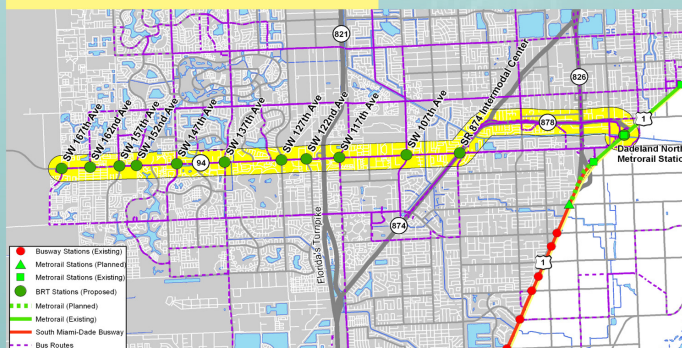 821
826
SW 167th Ave
SW 162nd Ave
SW 157th Ave
SW 152nd Ave
SW 147th Ave
SW 137th Ave
SW 127th Ave
SW 122nd Ave
SW 117th Ave
SW 107th Ave
SR 874 Intermodal Center
878
1
94
Dadeland North
Metrorail Statio
874
Florida's Turnpike
1
Busway Stations (Existing)
Metrorail Stations (Planned)
Metrorail Stations (Existing)
BRT Stations (Proposed)
Metrorail (Planned)
Metrorail (Existing)
South Miami-Dade Busway
Bus Routes